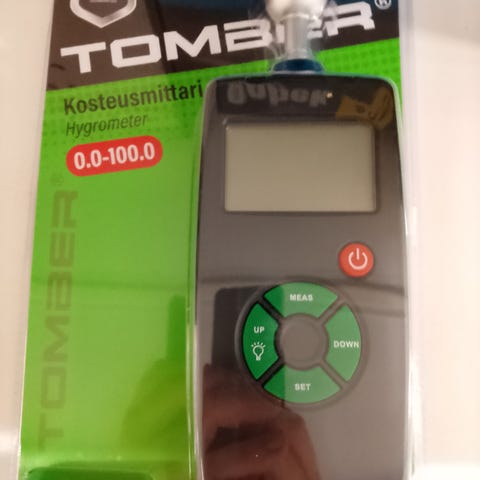 TOMBER®
Kosteusmittari
Hygrometer
0.0-100.0
TOMBER®
MEAS
UP
DOWN
SET